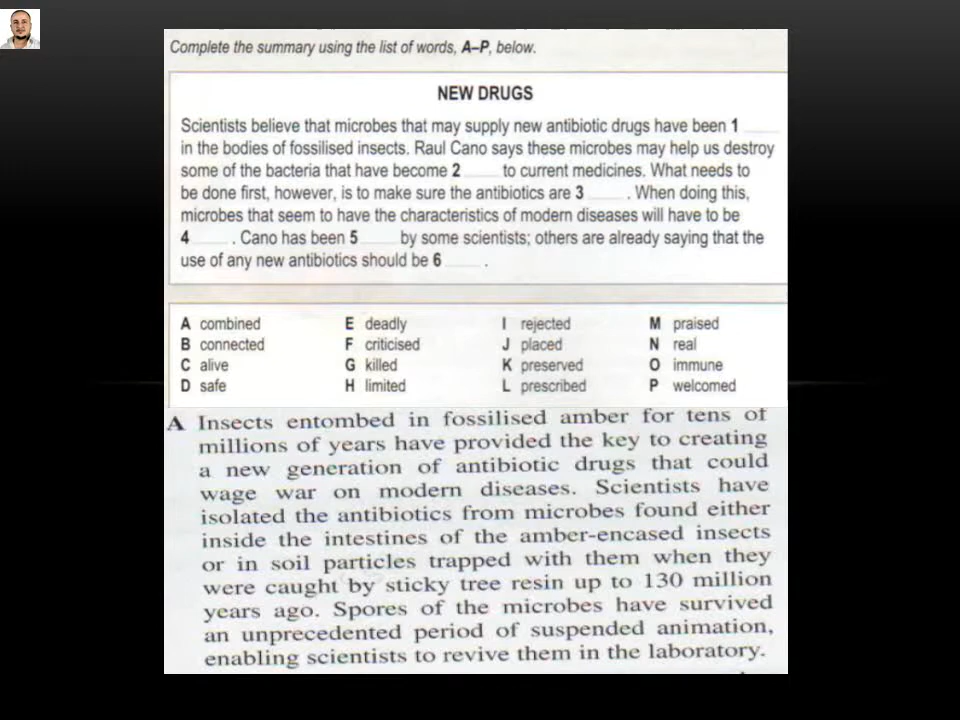 Complete the summary using the list of words, A–P, below.
NEW DRUGS
Scientists believe that microbes that may supply new antibiotic drugs have been 1 ____
in the bodies of fossilised insects. Raul Cano says these microbes may help us destroy
some of the bacteria that have become 2 ____ to current medicines. What needs to
be done first, however, is to make sure the antibiotics are 3 ____ . When doing this,
microbes that seem to have the characteristics of modern diseases will have to be
4 ____ . Cano has been 5 ____ by some scientists; others are already saying that the
use of any new antibiotics should be 6 ____ .
A combined E deadly I rejected M praised
B connected F criticised J placed N real
C alive G killed K preserved O immune
D safe H limited L prescribed P welcomed
A Insects entombed in fossilised amber for tens of
millions of years have provided the key to creating
a new generation of antibiotic drugs that could
wage war on modern diseases. Scientists have
isolated the antibiotics from microbes found either
inside the intestines of the amber-encased insects
or in soil particles trapped with them when they
were caught by sticky tree resin up to 130 million
years ago. Spores of the microbes have survived
an unprecedented period of suspended animation,
enabling scientists to revive them in the laboratory.